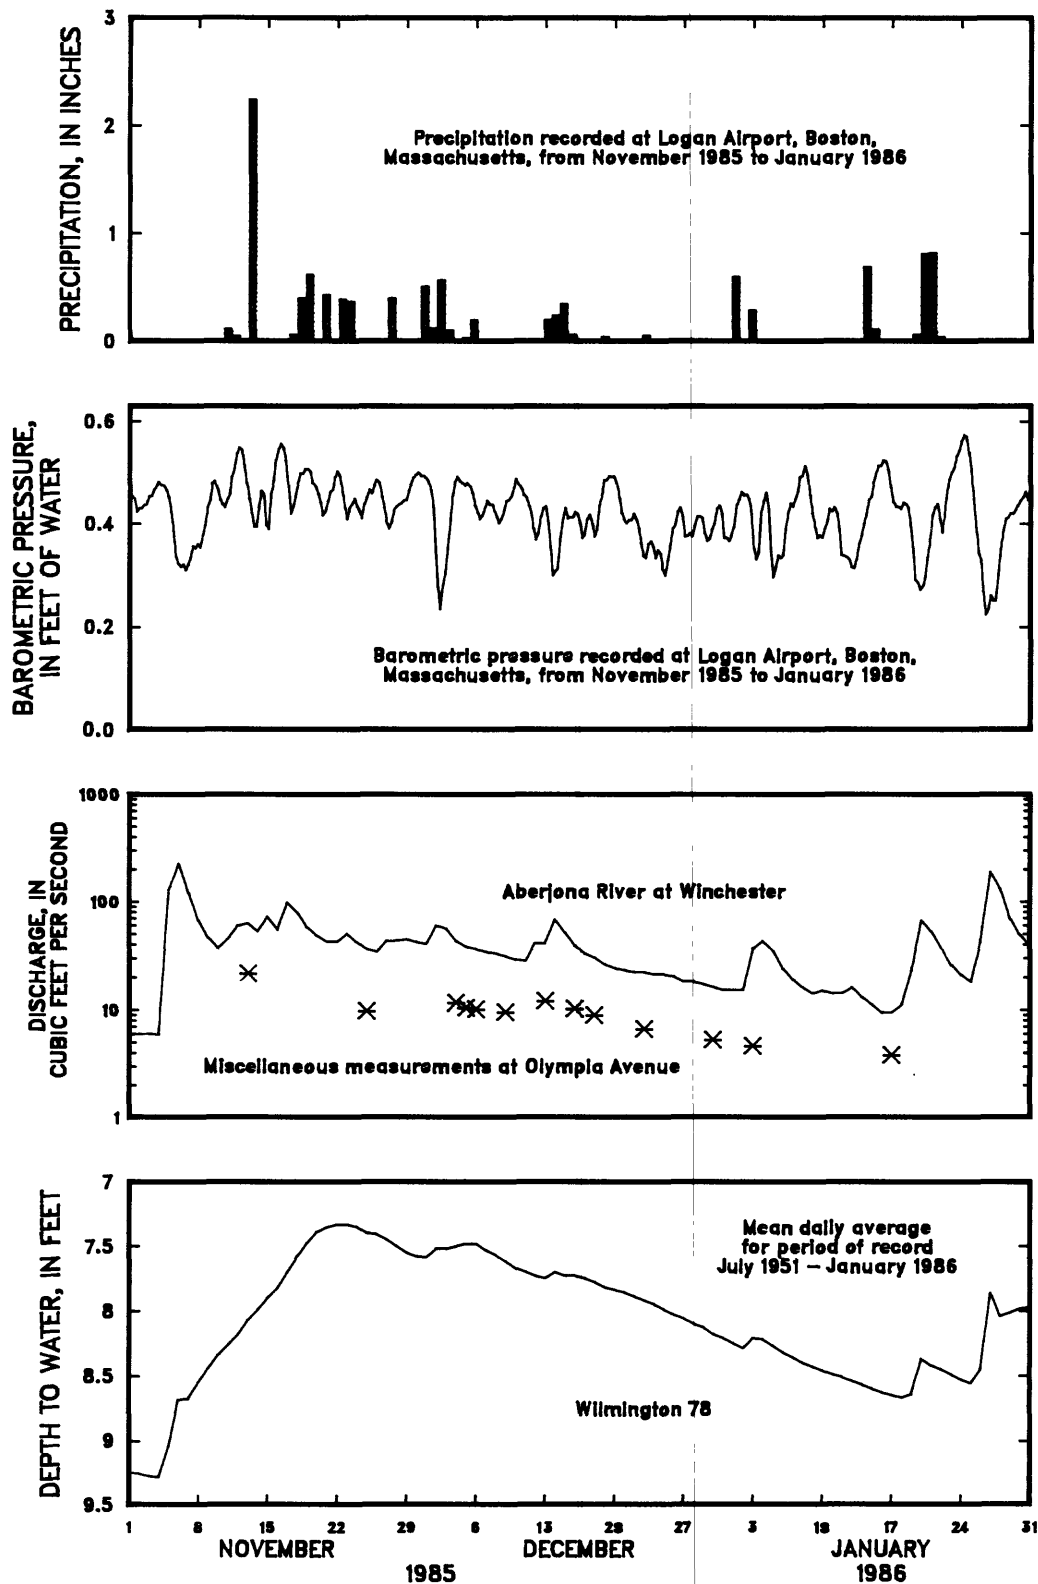 3
2
1
0
PRECIPITATION, IN INCHES
Precipitation recorded at Logan Airport, Boston,
Massachusetts, from November 1985 to January 1986
0.6
0.4
0.2
0.0
BAROMETRIC PRESSURE,
IN FEET OF WATER
Barometric pressure recorded at Logan Airport, Boston,
Massachusetts, from November 1985 to January 1986
1000
100
10
1
DISCHARGE, IN
CUBIC FEET PER SECOND
Aberjona River at Winchester
Miscellaneous measurements at Olympia Avenue
7
7.5
8
8.5
9
9.5
DEPTH TO WATER, IN FEET
Mean daily average
for period of record
July 1951 – January 1986
Wilmington 78
1 8 15 22 29 6 13 27 3 17 24 31
NOVEMBER DECEMBER JANUARY
1985 1986